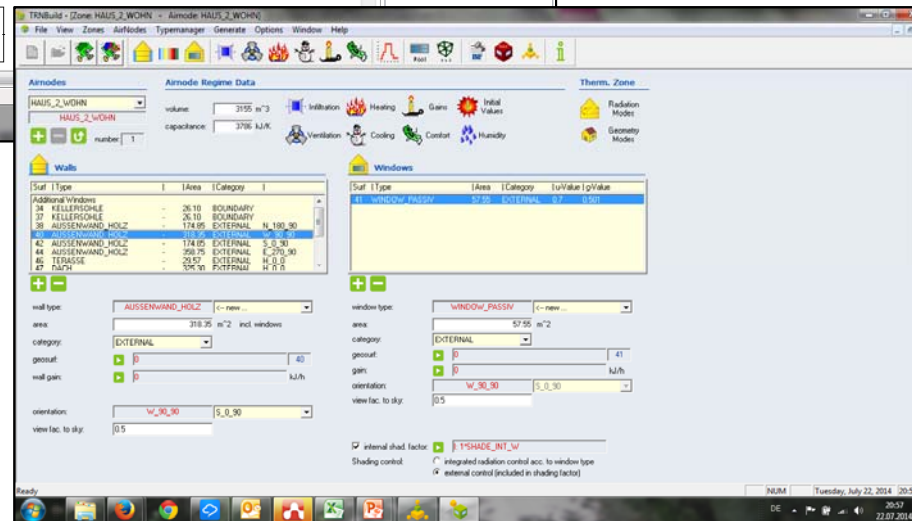 TRNBuild - [Zone: HAUS_2_WOHN - Airnode: HAUS_2_WOHN]
File View Zones AirNodes Typemanager Generate Options Window Help
Airnodes
Airnode Regime Data
Therm. Zone
HAUS_2_WOHN
HAUS_2_WOHN
number: 1
volume: 3155 m^3
capacitance: 3786 kJ/K
Infiltration Heating Gains Initial Values
Ventilation Cooling Comfort Humidity
Radiation Modes
Geometry Modes
Walls
Surf Type Area Category
Additional Windows
34 KELLERSOHLE - 26.10 BOUNDARY
37 KELLERSOHLE - 26.10 BOUNDARY
38 AUSSENWAND_HOLZ - 174.85 EXTERNAL N_180_90
40 AUSSENWAND_HOLZ - 318.35 EXTERNAL W_90_90
42 AUSSENWAND_HOLZ - 174.85 EXTERNAL S_0_90
44 AUSSENWAND_HOLZ - 358.75 EXTERNAL E_270_90
46 TERASSE - 29.57 EXTERNAL H_0_0
47 DACH - 325.30 EXTERNAL H_0_0
wall type: AUSSENWAND_HOLZ <-- new ...
area: 318.35 m^2 incl. windows
category: EXTERNAL
geosurf: 0 40
wall gain: 0 kJ/h
orientation: W_90_90 S_0_90
view fac. to sky: 0.5
Windows
Surf Type Area Category u-Value g-Value
41 WINDOW_PASSIV 57.55 EXTERNAL 0.7 0.501
window type: WINDOW_PASSIV <-- new ...
area: 57.55 m^2
category: EXTERNAL
geosurf: 0 41
gain: 0 kJ/h
orientation: W_90_90 S_0_90
view fac. to sky: 0.5
internal shad. factor: I: 1*SHADE_INT_W
Shading control: integrated radiation control acc. to window type
external control (included in shading factor)
Ready
NUM Tuesday, July 22, 2014
DE 20:57
22.07.2014